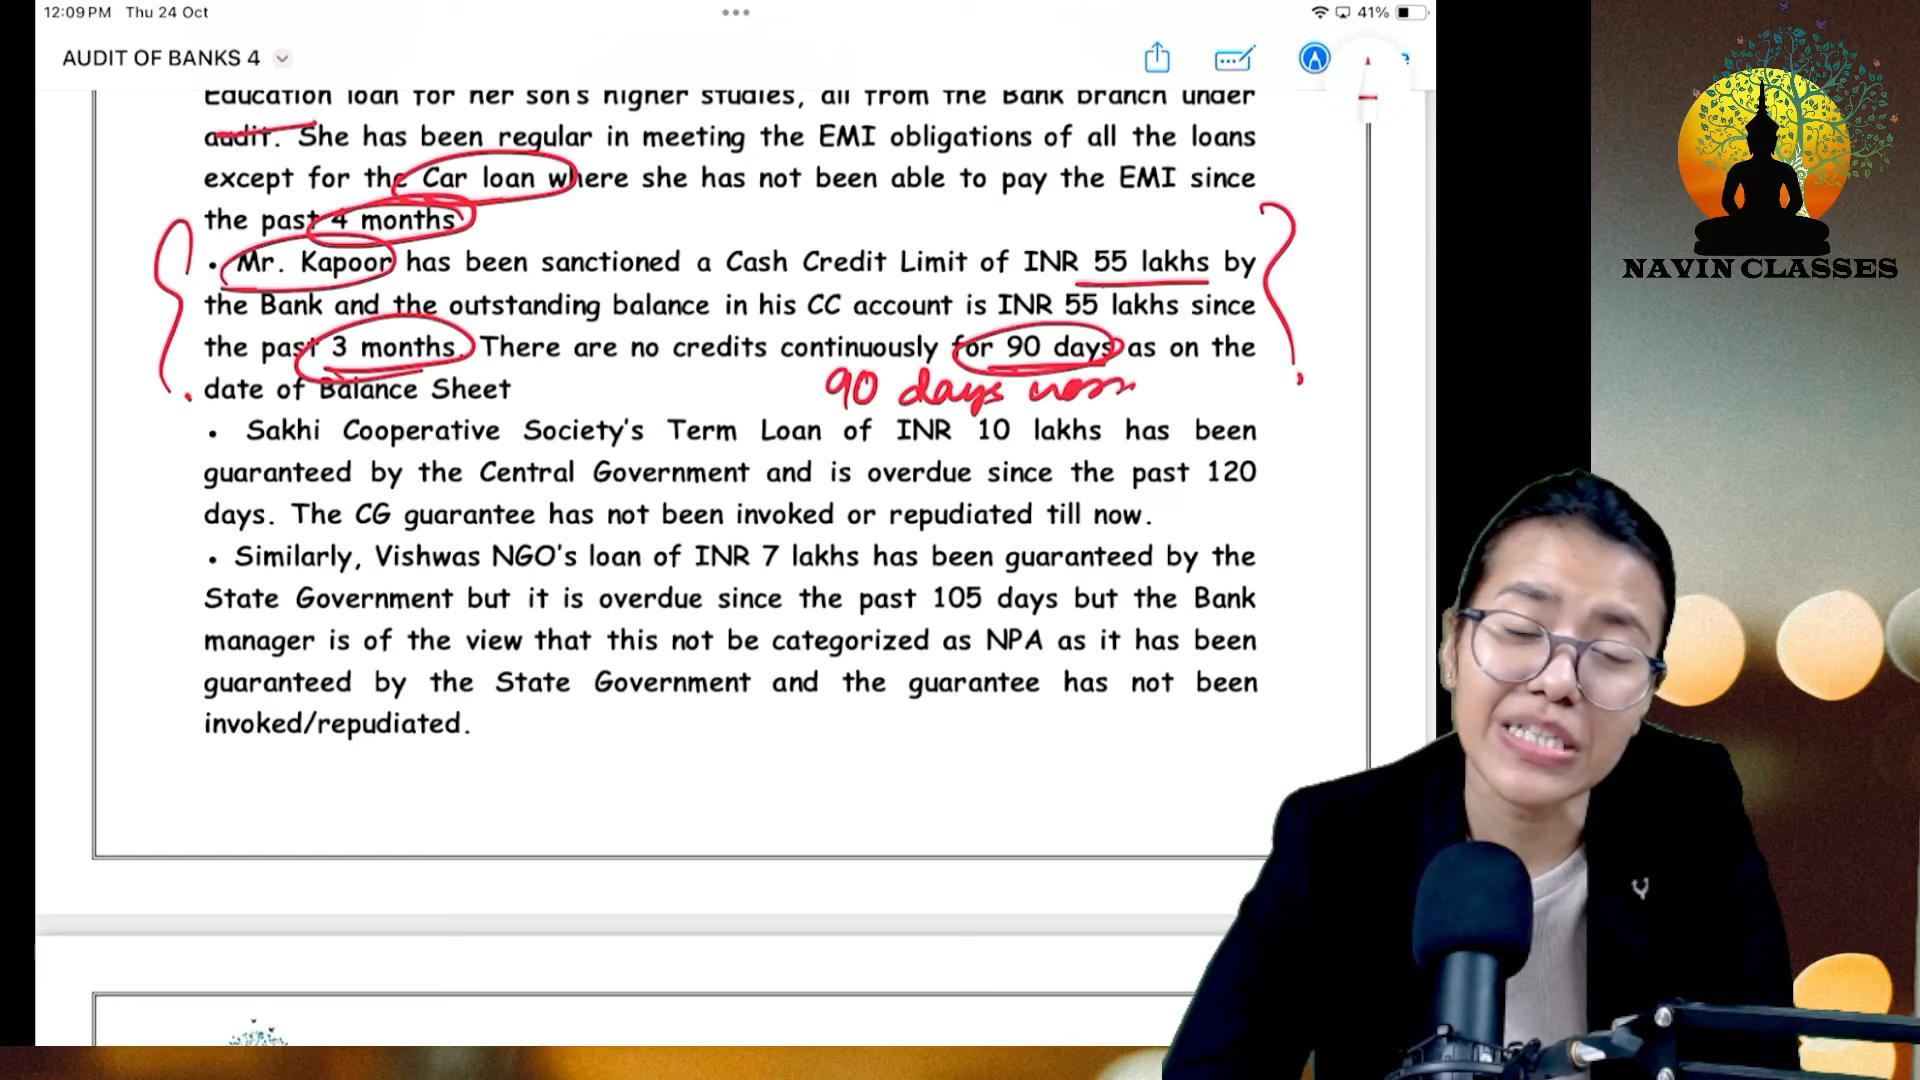 12:09 PM Thu 24 Oct
41%
AUDIT OF BANKS 4
Education loan for her son's higher studies, all from the Bank branch under
audit. She has been regular in meeting the EMI obligations of all the loans
except for the Car loan where she has not been able to pay the EMI since
the past 4 months
• Mr. Kapoor has been sanctioned a Cash Credit Limit of INR 55 lakhs by
the Bank and the outstanding balance in his CC account is INR 55 lakhs since
the past 3 months. There are no credits continuously for 90 days as on the
date of Balance Sheet
90 days
• Sakhi Cooperative Society's Term Loan of INR 10 lakhs has been
guaranteed by the Central Government and is overdue since the past 120
days. The CG guarantee has not been invoked or repudiated till now.
• Similarly, Vishwas NGO's loan of INR 7 lakhs has been guaranteed by the
State Government but it is overdue since the past 105 days but the Bank
manager is of the view that this not be categorized as NPA as it has been
guaranteed by the State Government and the guarantee has not been
invoked/repudiated.
NAVIN CLASSES